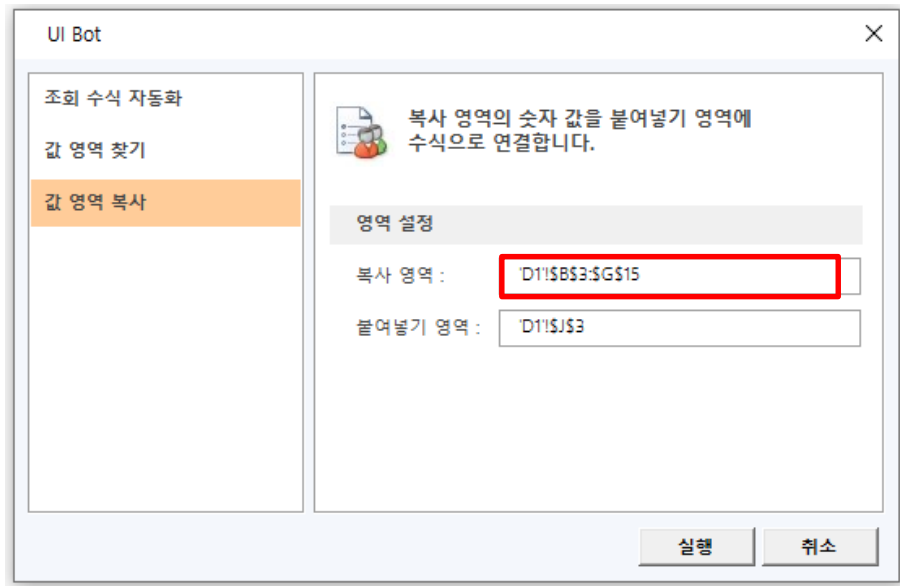 UI Bot
조회 수식 자동화
값 영역 찾기
값 영역 복사
복사 영역의 숫자 값을 붙여넣기 영역에
수식으로 연결합니다.
영역 설정
복사 영역 : 'D1'!$B$3:$G$15
붙여넣기 영역 : 'D1'!$J$3
실행 취소